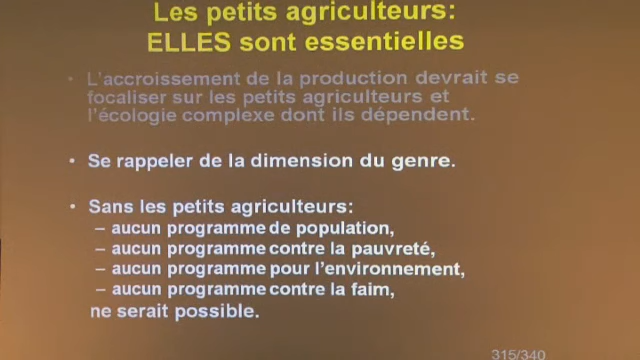 Les petits agriculteurs:
ELLES sont essentielles
• L'accroissement de la production devrait se
focaliser sur les petits agriculteurs et
l'écologie complexe dont ils dépendent.
• Se rappeler de la dimension du genre.
• Sans les petits agriculteurs:
– aucun programme de population,
– aucun programme contre la pauvreté,
– aucun programme pour l'environnement,
– aucun programme contre la faim,
ne serait possible.
315/340